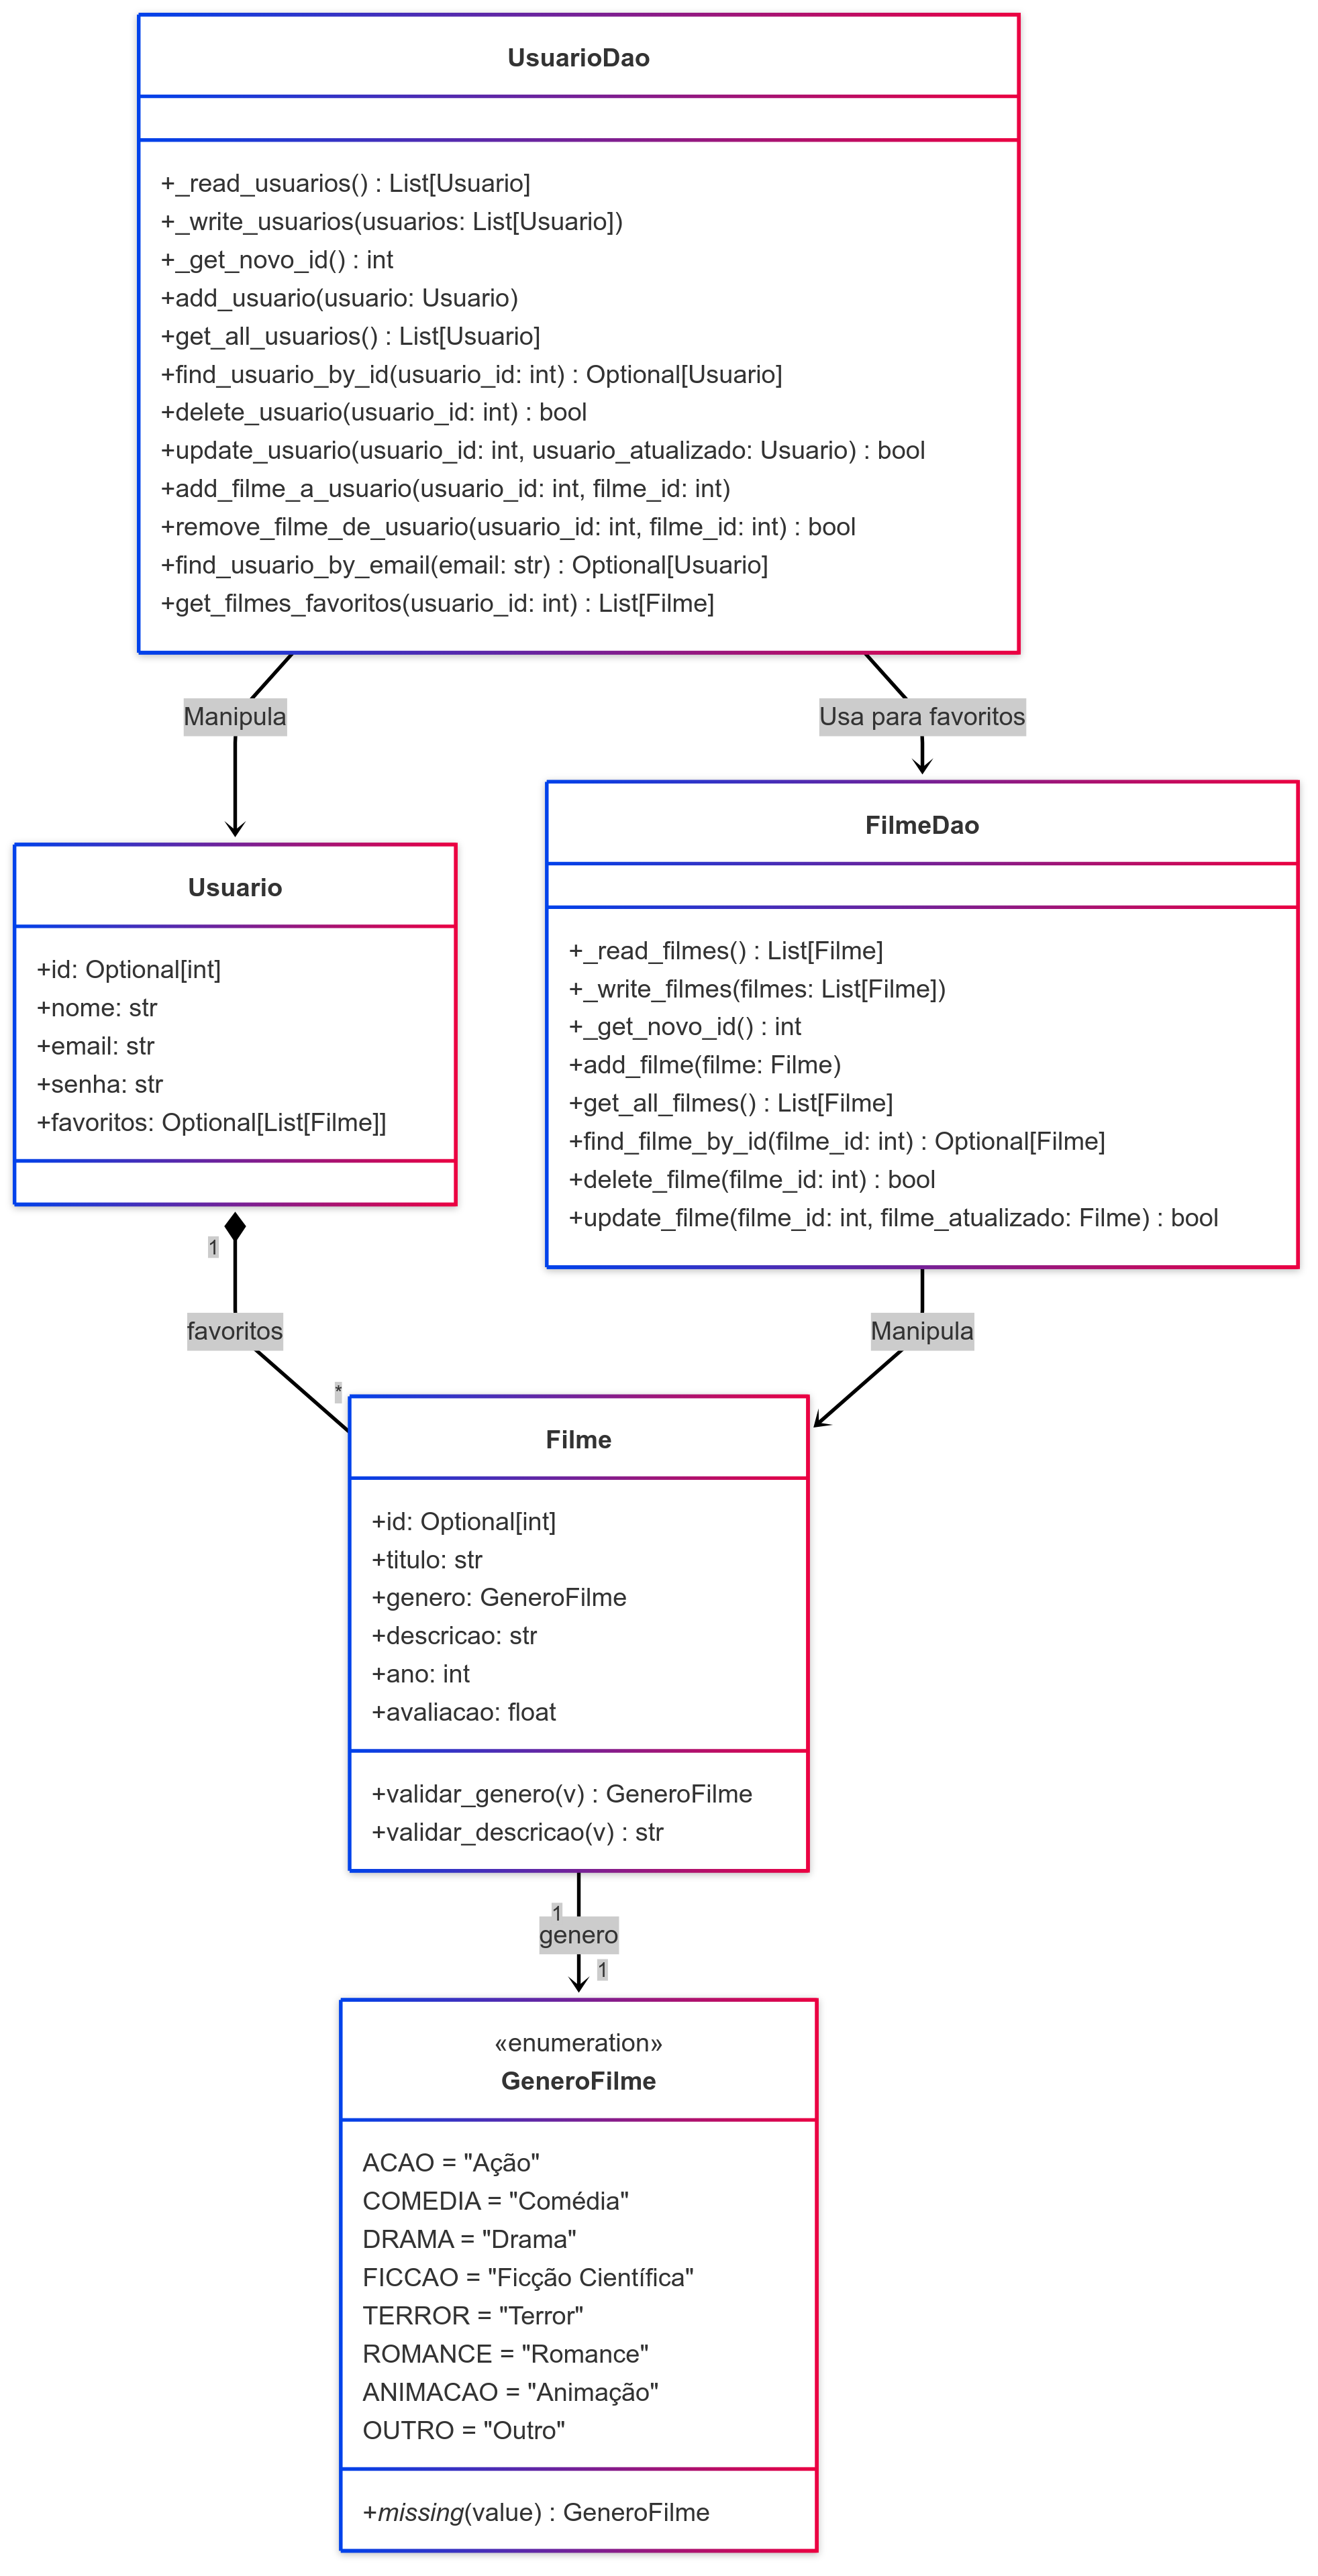 UsuarioDao
+_read_usuarios() : List[Usuario]
+_write_usuarios(usuarios: List[Usuario])
+_get_novo_id() : int
+add_usuario(usuario: Usuario)
+get_all_usuarios() : List[Usuario]
+find_usuario_by_id(usuario_id: int) : Optional[Usuario]
+delete_usuario(usuario_id: int) : bool
+update_usuario(usuario_id: int, usuario_atualizado: Usuario) : bool
+add_filme_a_usuario(usuario_id: int, filme_id: int)
+remove_filme_de_usuario(usuario_id: int, filme_id: int) : bool
+find_usuario_by_email(email: str) : Optional[Usuario]
+get_filmes_favoritos(usuario_id: int) : List[Filme]
Manipula
Usa para favoritos
Usuario
+id: Optional[int]
+nome: str
+email: str
+senha: str
+favoritos: Optional[List[Filme]]
FilmeDao
+_read_filmes() : List[Filme]
+_write_filmes(filmes: List[Filme])
+_get_novo_id() : int
+add_filme(filme: Filme)
+get_all_filmes() : List[Filme]
+find_filme_by_id(filme_id: int) : Optional[Filme]
+delete_filme(filme_id: int) : bool
+update_filme(filme_id: int, filme_atualizado: Filme) : bool
1
favoritos
*
Manipula
Filme
+id: Optional[int]
+titulo: str
+genero: GeneroFilme
+descricao: str
+ano: int
+avaliacao: float
+validar_genero(v) : GeneroFilme
+validar_descricao(v) : str
1
genero
1
«enumeration»
GeneroFilme
ACAO = "Ação"
COMEDIA = "Comédia"
DRAMA = "Drama"
FICCAO = "Ficção Científica"
TERROR = "Terror"
ROMANCE = "Romance"
ANIMACAO = "Animação"
OUTRO = "Outro"
+missing(value) : GeneroFilme